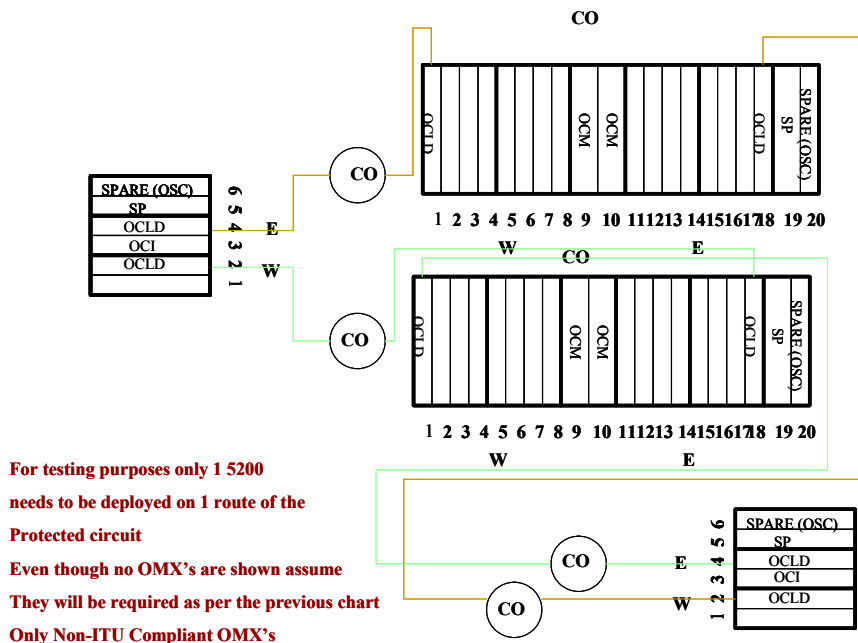 CO
OCLD
OCM
OCM
OCLD
SP
SPARE (OSC)
1 2 3 4 5 6 7 8 9 10 11 12 13 14 15 16 17 18 19 20
W E
CO
SPARE (OSC) 6
SP 5
OCLD 4 E
OCI 3
OCLD 2 W
1
CO
CO
OCLD
OCM
OCM
OCLD
SP
SPARE (OSC)
1 2 3 4 5 6 7 8 9 10 11 12 13 14 15 16 17 18 19 20
W E
For testing purposes only 1 5200
needs to be deployed on 1 route of the
Protected circuit
Even though no OMX's are shown assume
They will be required as per the previous chart
Only Non-ITU Compliant OMX's
CO
CO
6 SPARE (OSC)
5 SP
E 4 OCLD
3 OCI
W 2 OCLD
1